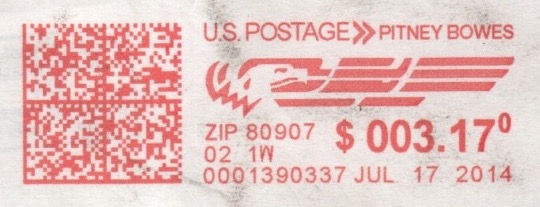 U.S. POSTAGE >> PITNEY BOWES
ZIP 80907
$ 003.17⁰
02 1W
0001390337 JUL 17 2014